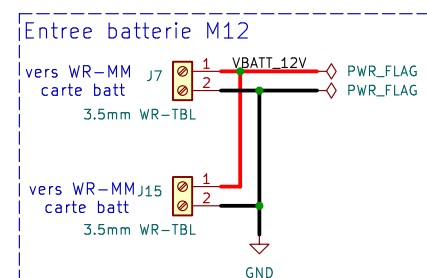 Entree batterie M12
vers WR-MM
carte batt
J7
1
2
VBATT_12V
PWR_FLAG
PWR_FLAG
3.5mm WR-TBL
vers WR-MM
carte batt
J15
1
2
3.5mm WR-TBL
GND